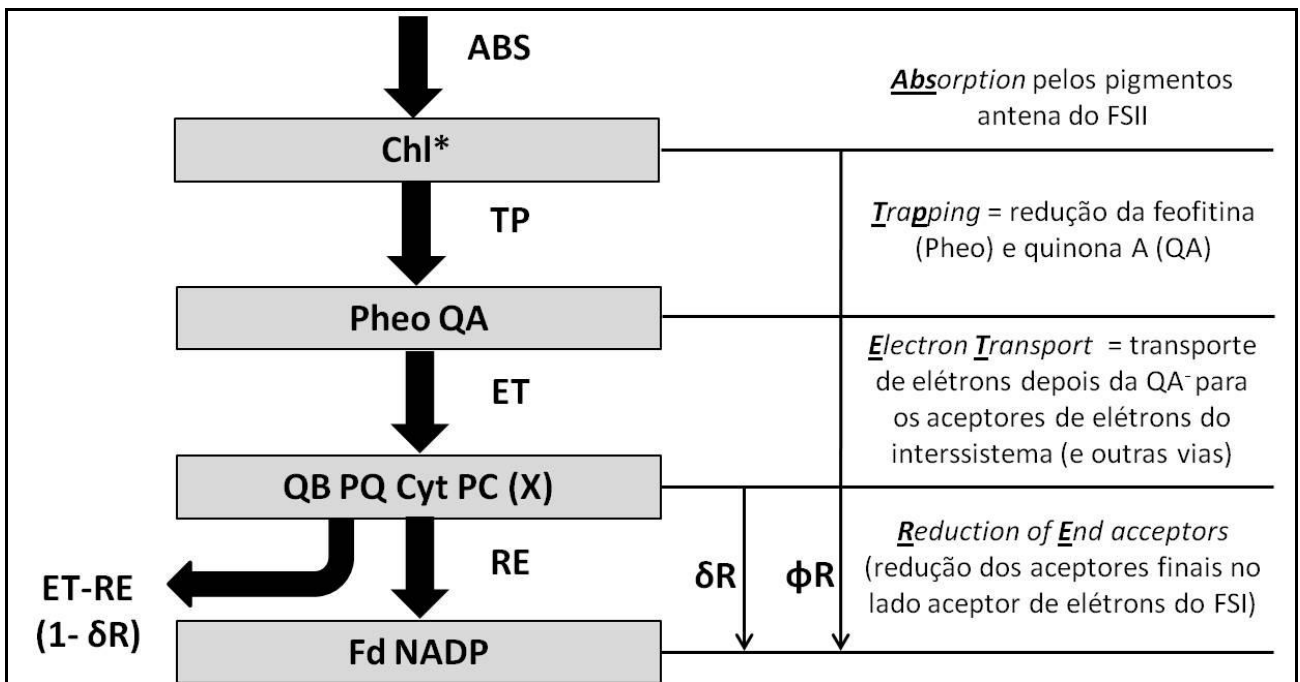 ABS
Chl*
TP
Pheo QA
ET
QB PQ Cyt PC (X)
RE
ET-RE
(1- δR)
Fd NADP
δR
ϕR
Absorption pelos pigmentos
antena do FSII
Trapping = redução da feofitina
(Pheo) e quinona A (QA)
Electron Transport = transporte
de elétrons depois da QA⁻ para
os aceptores de elétrons do
interssistema (e outras vias)
Reduction of End acceptors
(redução dos aceptores finais no
lado aceptor de elétrons do FSI)